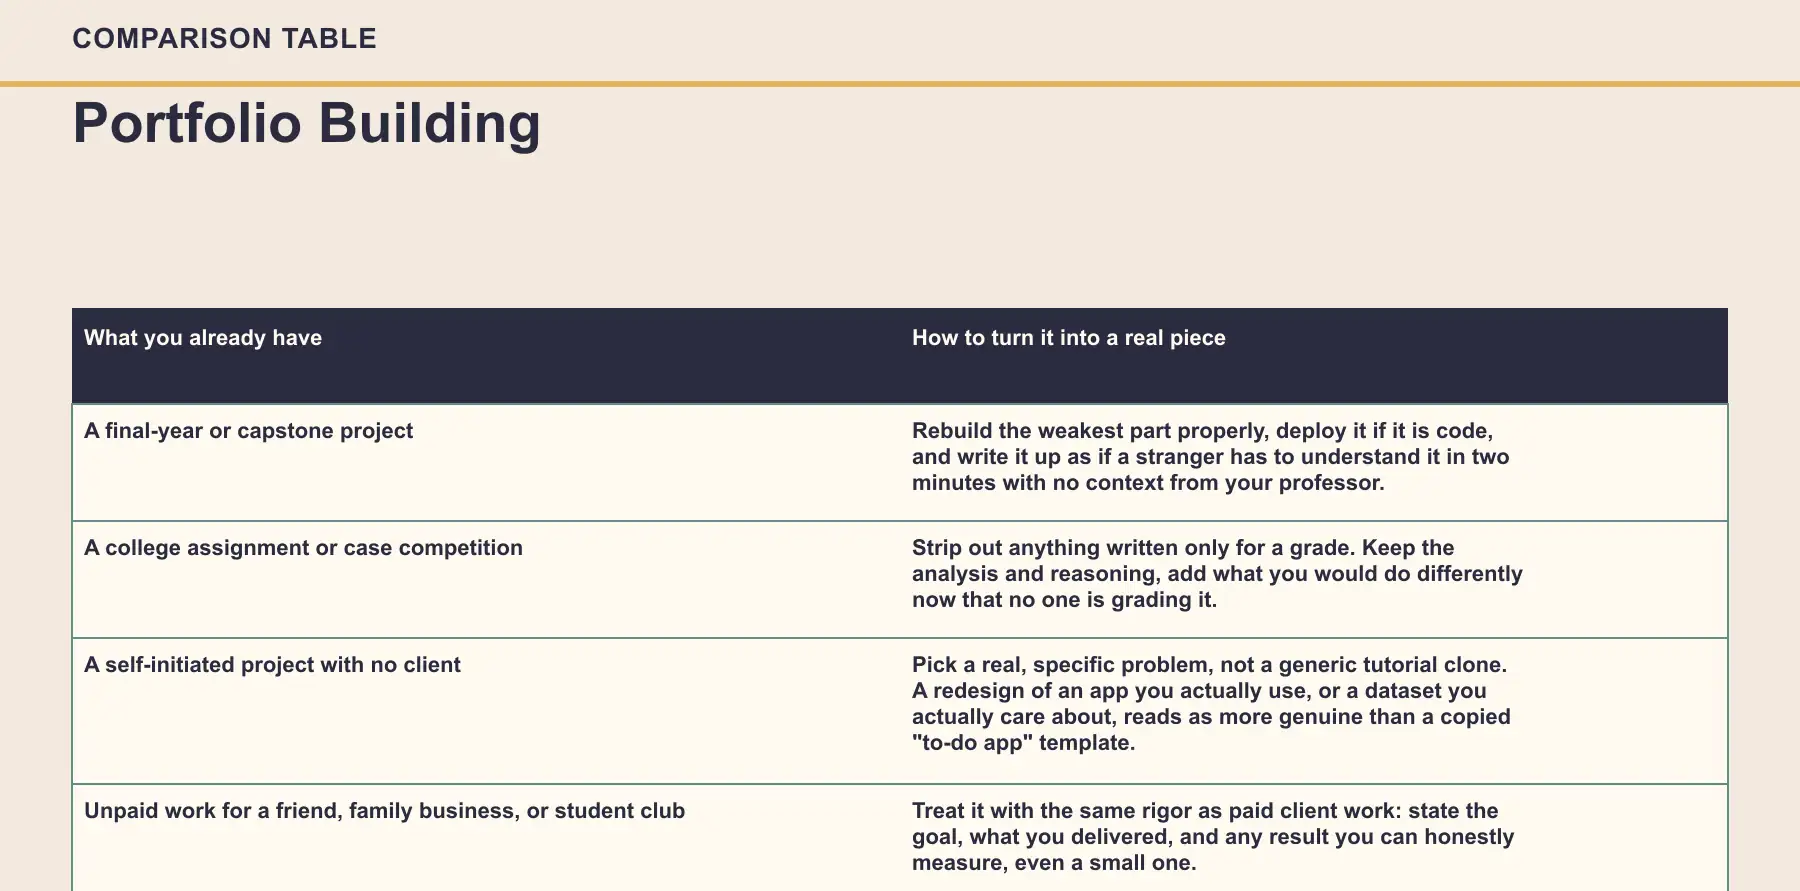 COMPARISON TABLE
Portfolio Building
What you already have
How to turn it into a real piece
A final-year or capstone project
Rebuild the weakest part properly, deploy it if it is code,
and write it up as if a stranger has to understand it in two
minutes with no context from your professor.
A college assignment or case competition
Strip out anything written only for a grade. Keep the
analysis and reasoning, add what you would do differently
now that no one is grading it.
A self-initiated project with no client
Pick a real, specific problem, not a generic tutorial clone.
A redesign of an app you actually use, or a dataset you
actually care about, reads as more genuine than a copied
"to-do app" template.
Unpaid work for a friend, family business, or student club
Treat it with the same rigor as paid client work: state the
goal, what you delivered, and any result you can honestly
measure, even a small one.